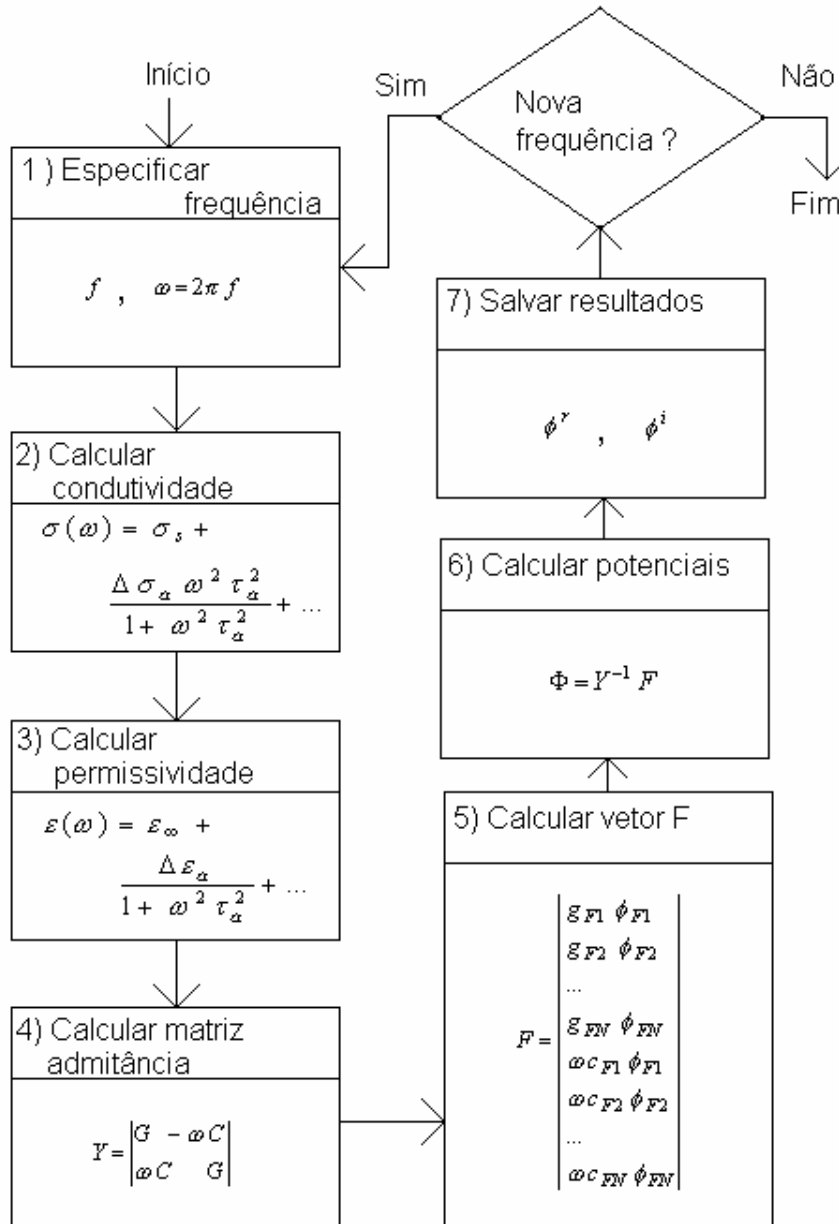 Início
1 ) Especificar
frequência
f , ω=2π f
2) Calcular
condutividade
σ(ω) = σ_s +
Δ σ_α ω² τ_α²
1+ ω² τ_α² + ...
3) Calcular
permissividade
ε(ω) = ε_∞ +
Δ ε_α
1+ ω² τ_α² + ...
4) Calcular matriz
admitância
Y = |G - ωC|
|ωC G|
5) Calcular vetor F
g_F1 ϕ_F1
g_F2 ϕ_F2
...
F = g_FN ϕ_FN
ωc_F1 ϕ_F1
ωc_F2 ϕ_F2
...
ωc_FN ϕ_FN
6) Calcular potenciais
Φ = Y⁻¹ F
7) Salvar resultados
ϕ^r , ϕ^i
Nova
frequência ?
Sim
Não
Fim